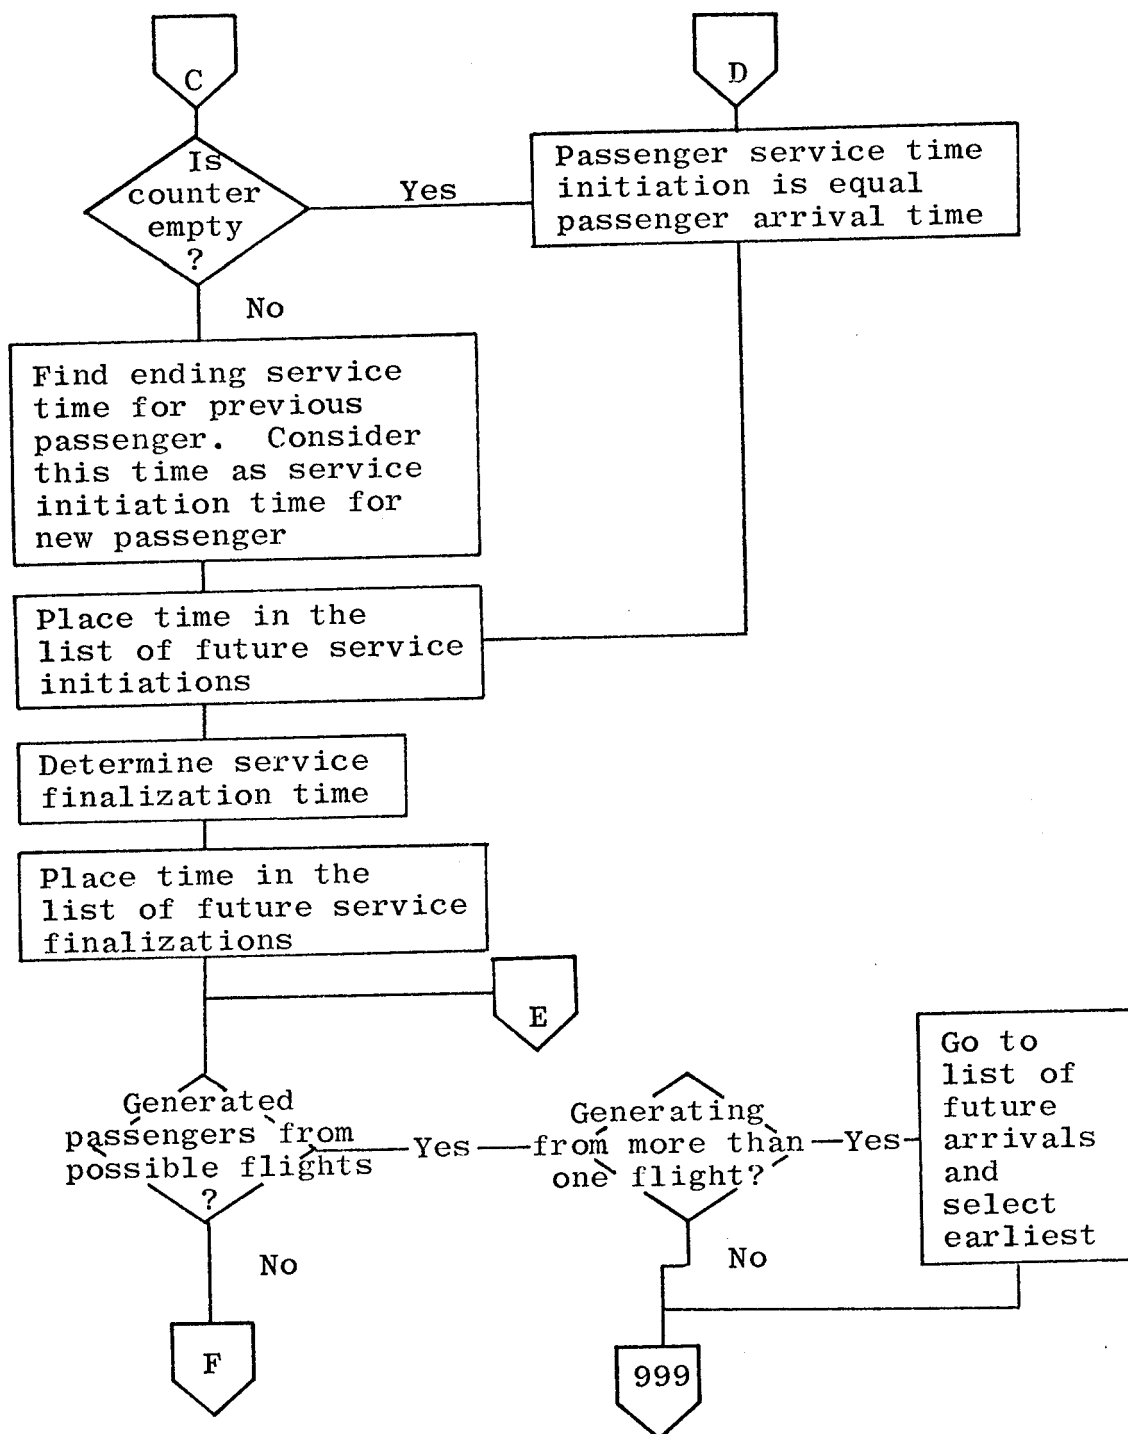 C
D
Is
counter
empty
?
Yes
Passenger service time
initiation is equal
passenger arrival time
No
Find ending service
time for previous
passenger. Consider
this time as service
initiation time for
new passenger
Place time in the
list of future service
initiations
Determine service
finalization time
Place time in the
list of future service
finalizations
E
Generated
passengers from
possible flights
?
Yes
Generating
from more than
one flight?
Yes
Go to
list of
future
arrivals
and
select
earliest
No
No
F
999